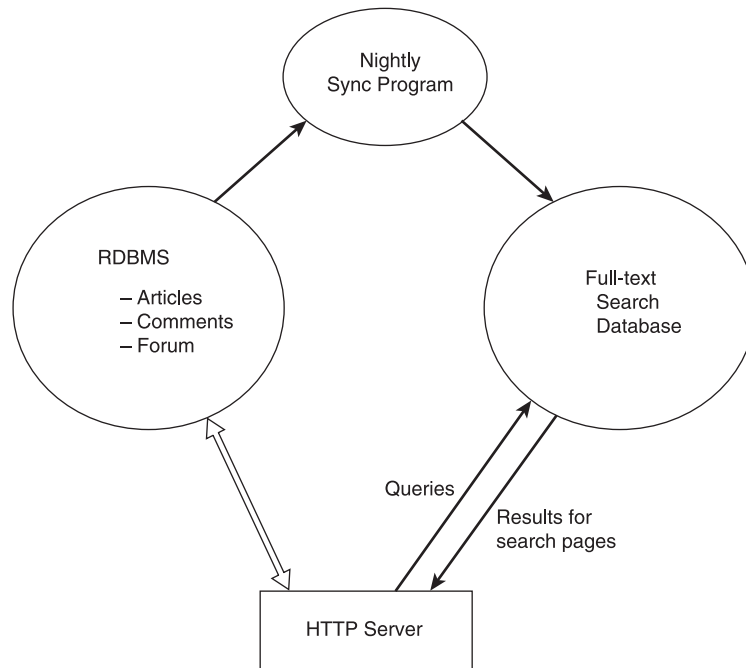 Nightly
Sync Program
RDBMS
– Articles
– Comments
– Forum
Full-text
Search
Database
Queries
Results for
search pages
HTTP Server